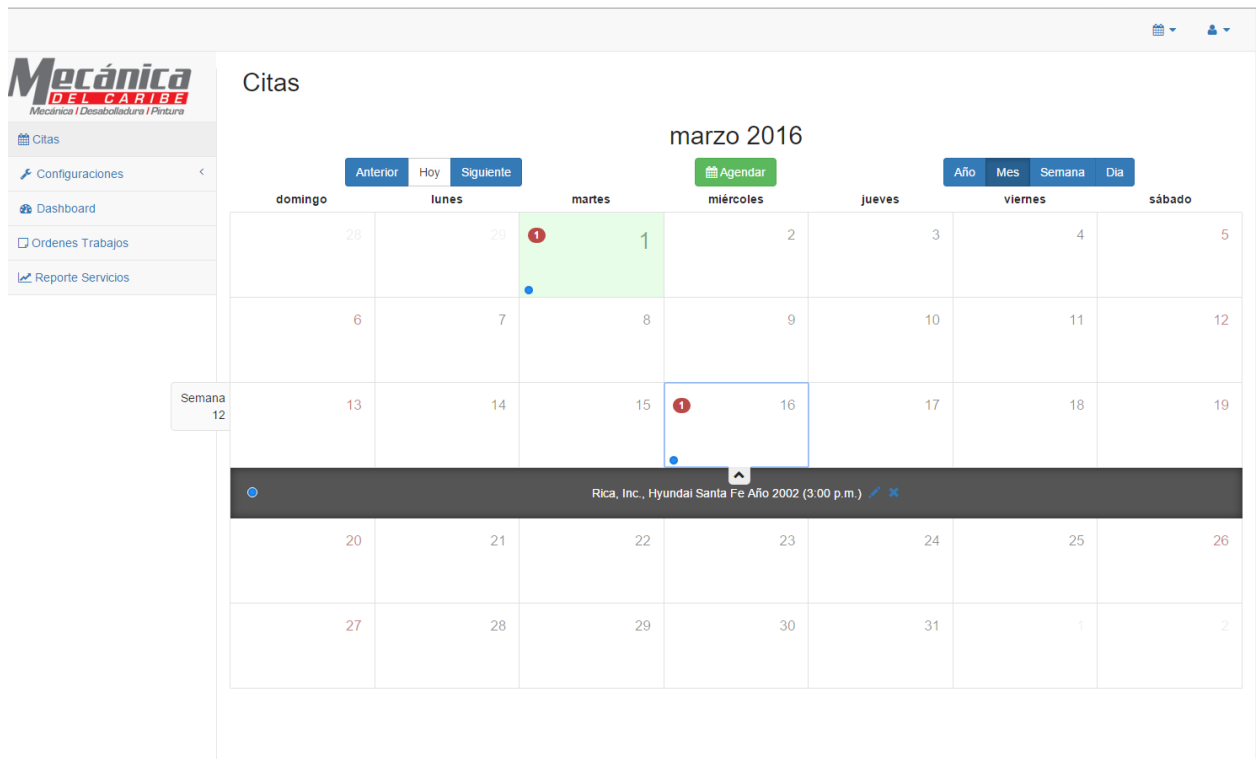 Mecánica
DEL CARIBE
Mecánica | Desabolladura | Pintura
Citas
Configuraciones
Dashboard
Ordenes Trabajos
Reporte Servicios
Citas
marzo 2016
Anterior Hoy Siguiente Agendar Año Mes Semana Dia
domingo lunes martes miércoles jueves viernes sábado
28 29 1 1 2 3 4 5
6 7 8 9 10 11 12
Semana 12
13 14 15 1 16 17 18 19
Rica, Inc., Hyundai Santa Fe Año 2002 (3:00 p.m.)
20 21 22 23 24 25 26
27 28 29 30 31 1 2